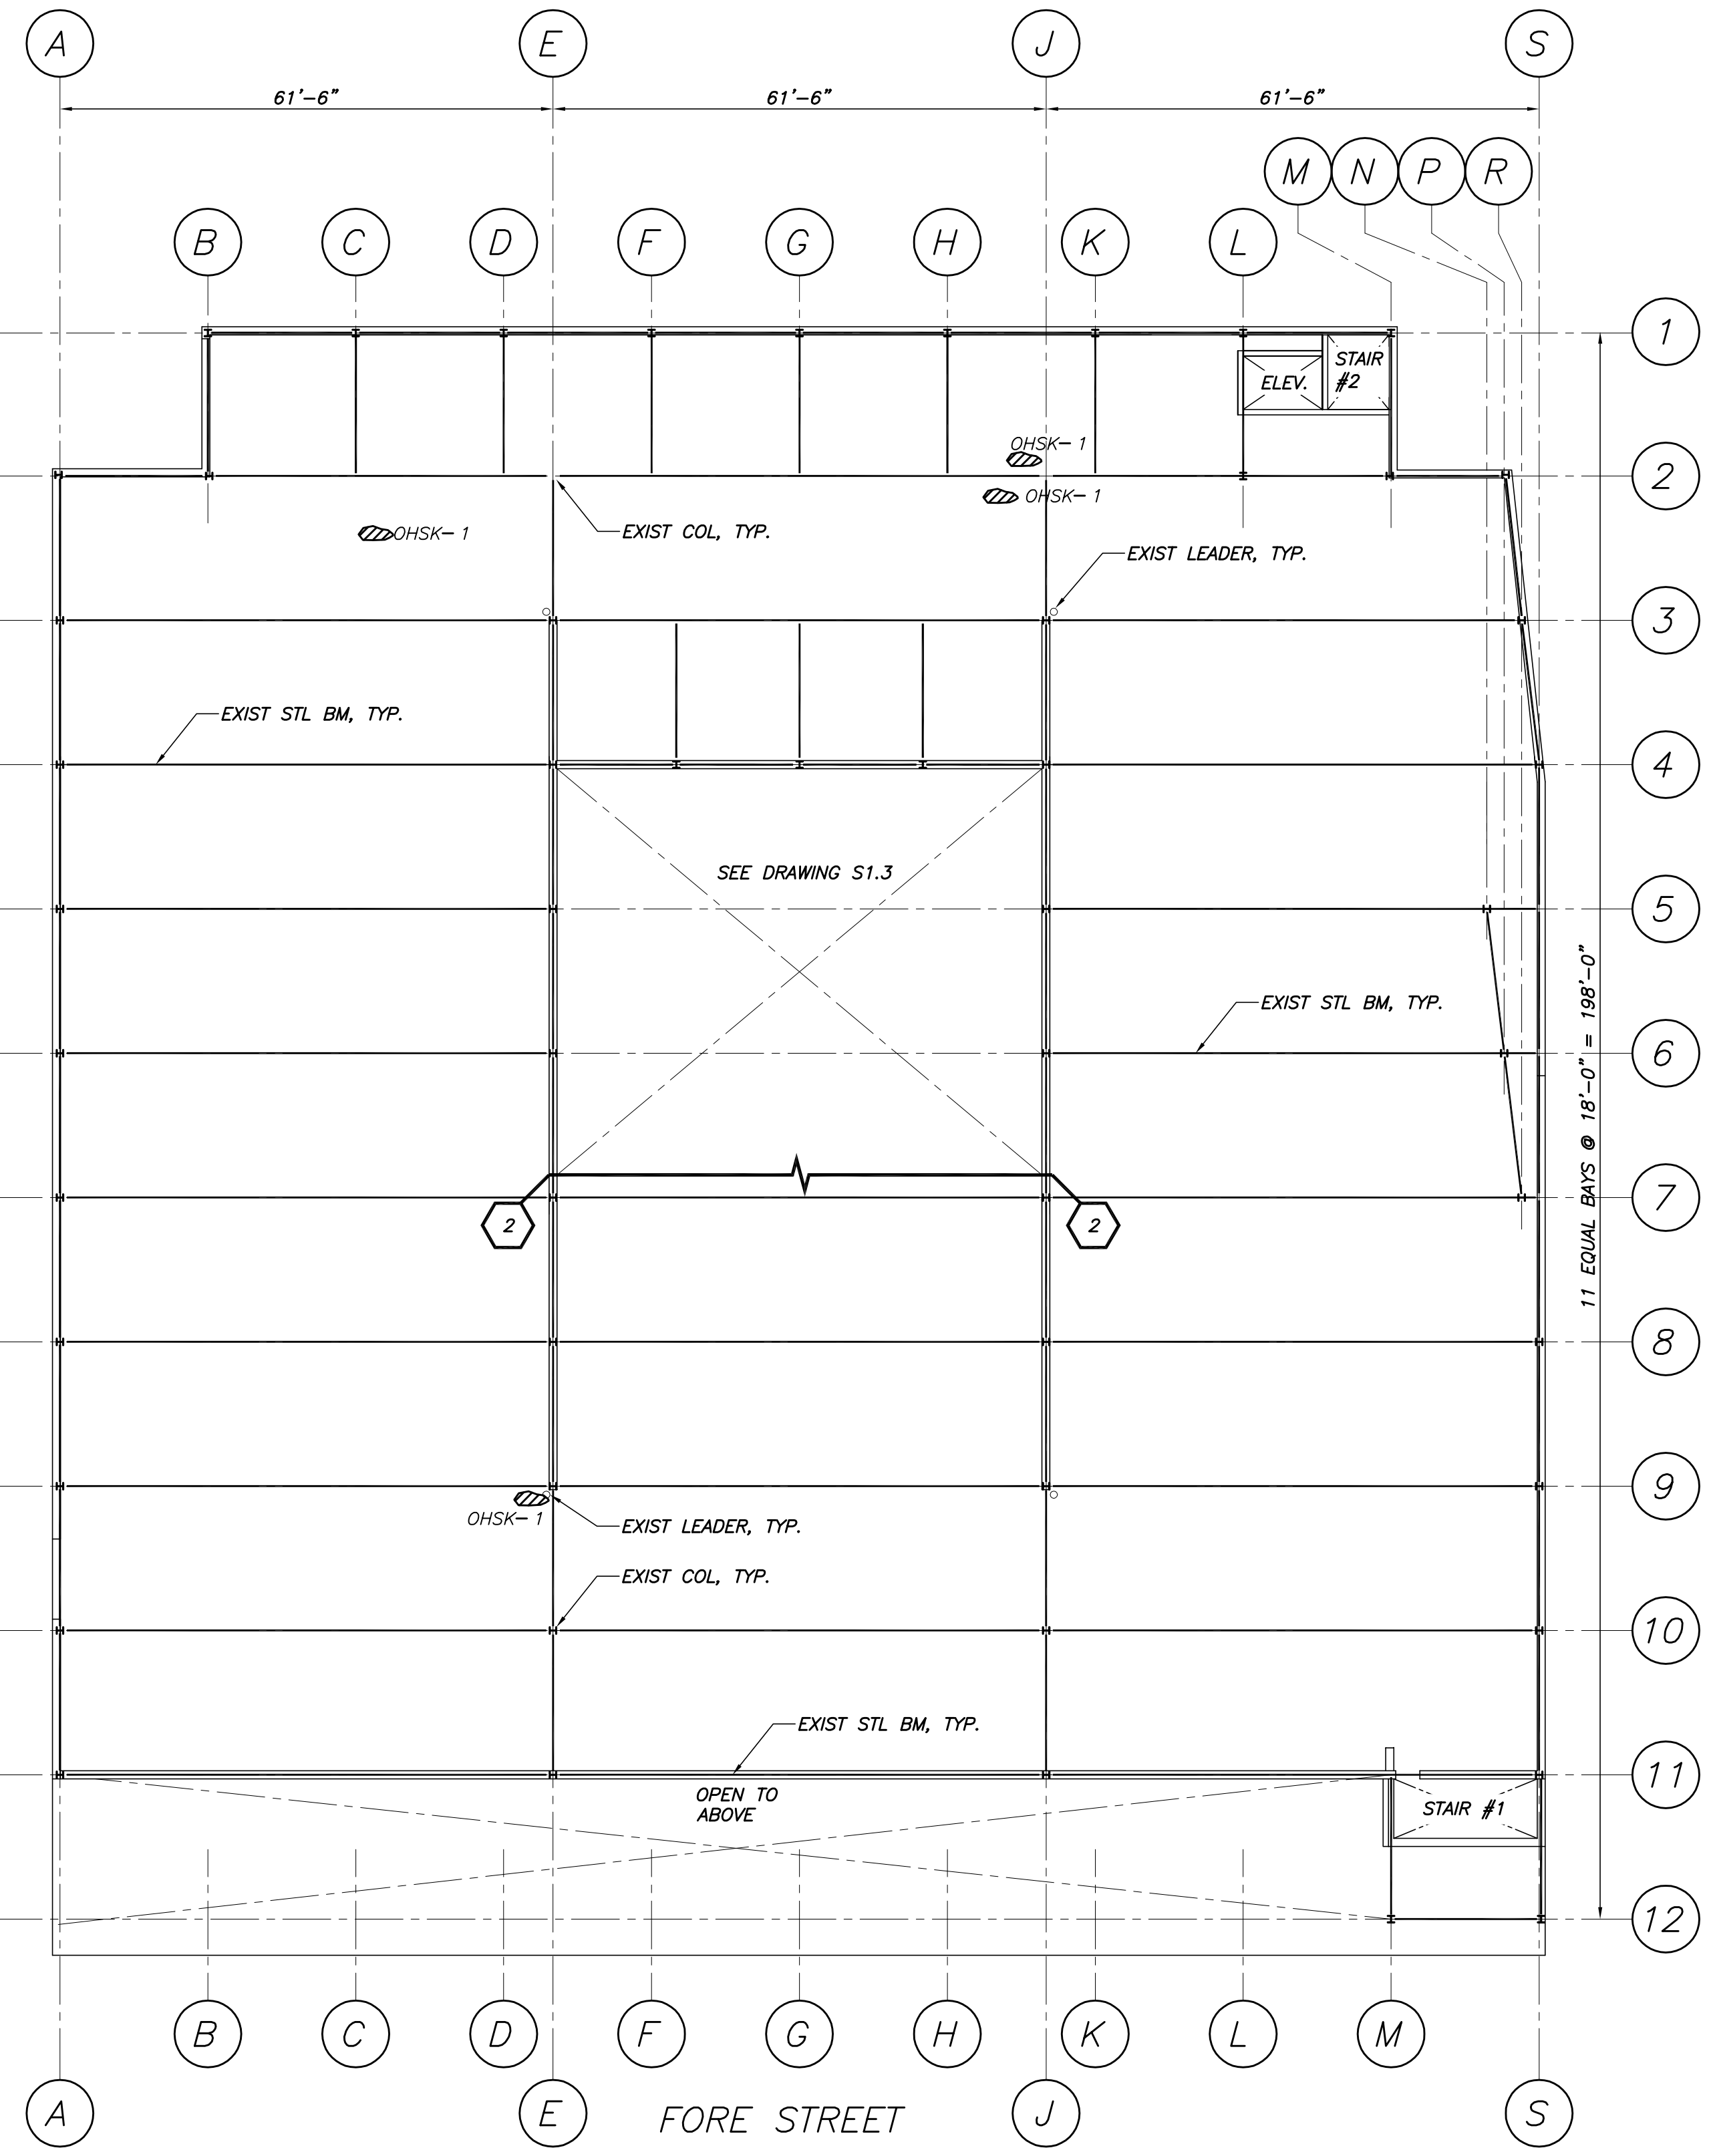 A E J S
61'-6" 61'-6" 61'-6"
M N P R
B C D F G H K L
1
STAIR
#2
ELEV.
OHSK-1
2
OHSK-1
OHSK-1
EXIST COL, TYP.
EXIST LEADER, TYP.
3
EXIST STL BM, TYP.
4
SEE DRAWING S1.3
5
EXIST STL BM, TYP.
11 EQUAL BAYS @ 18'-0" = 198'-0"
6
7
2 2
8
9
OHSK-1
EXIST LEADER, TYP.
EXIST COL, TYP.
10
EXIST STL BM, TYP.
11
OPEN TO
ABOVE
STAIR #1
12
B C D F G H K L M
A E J S
FORE STREET